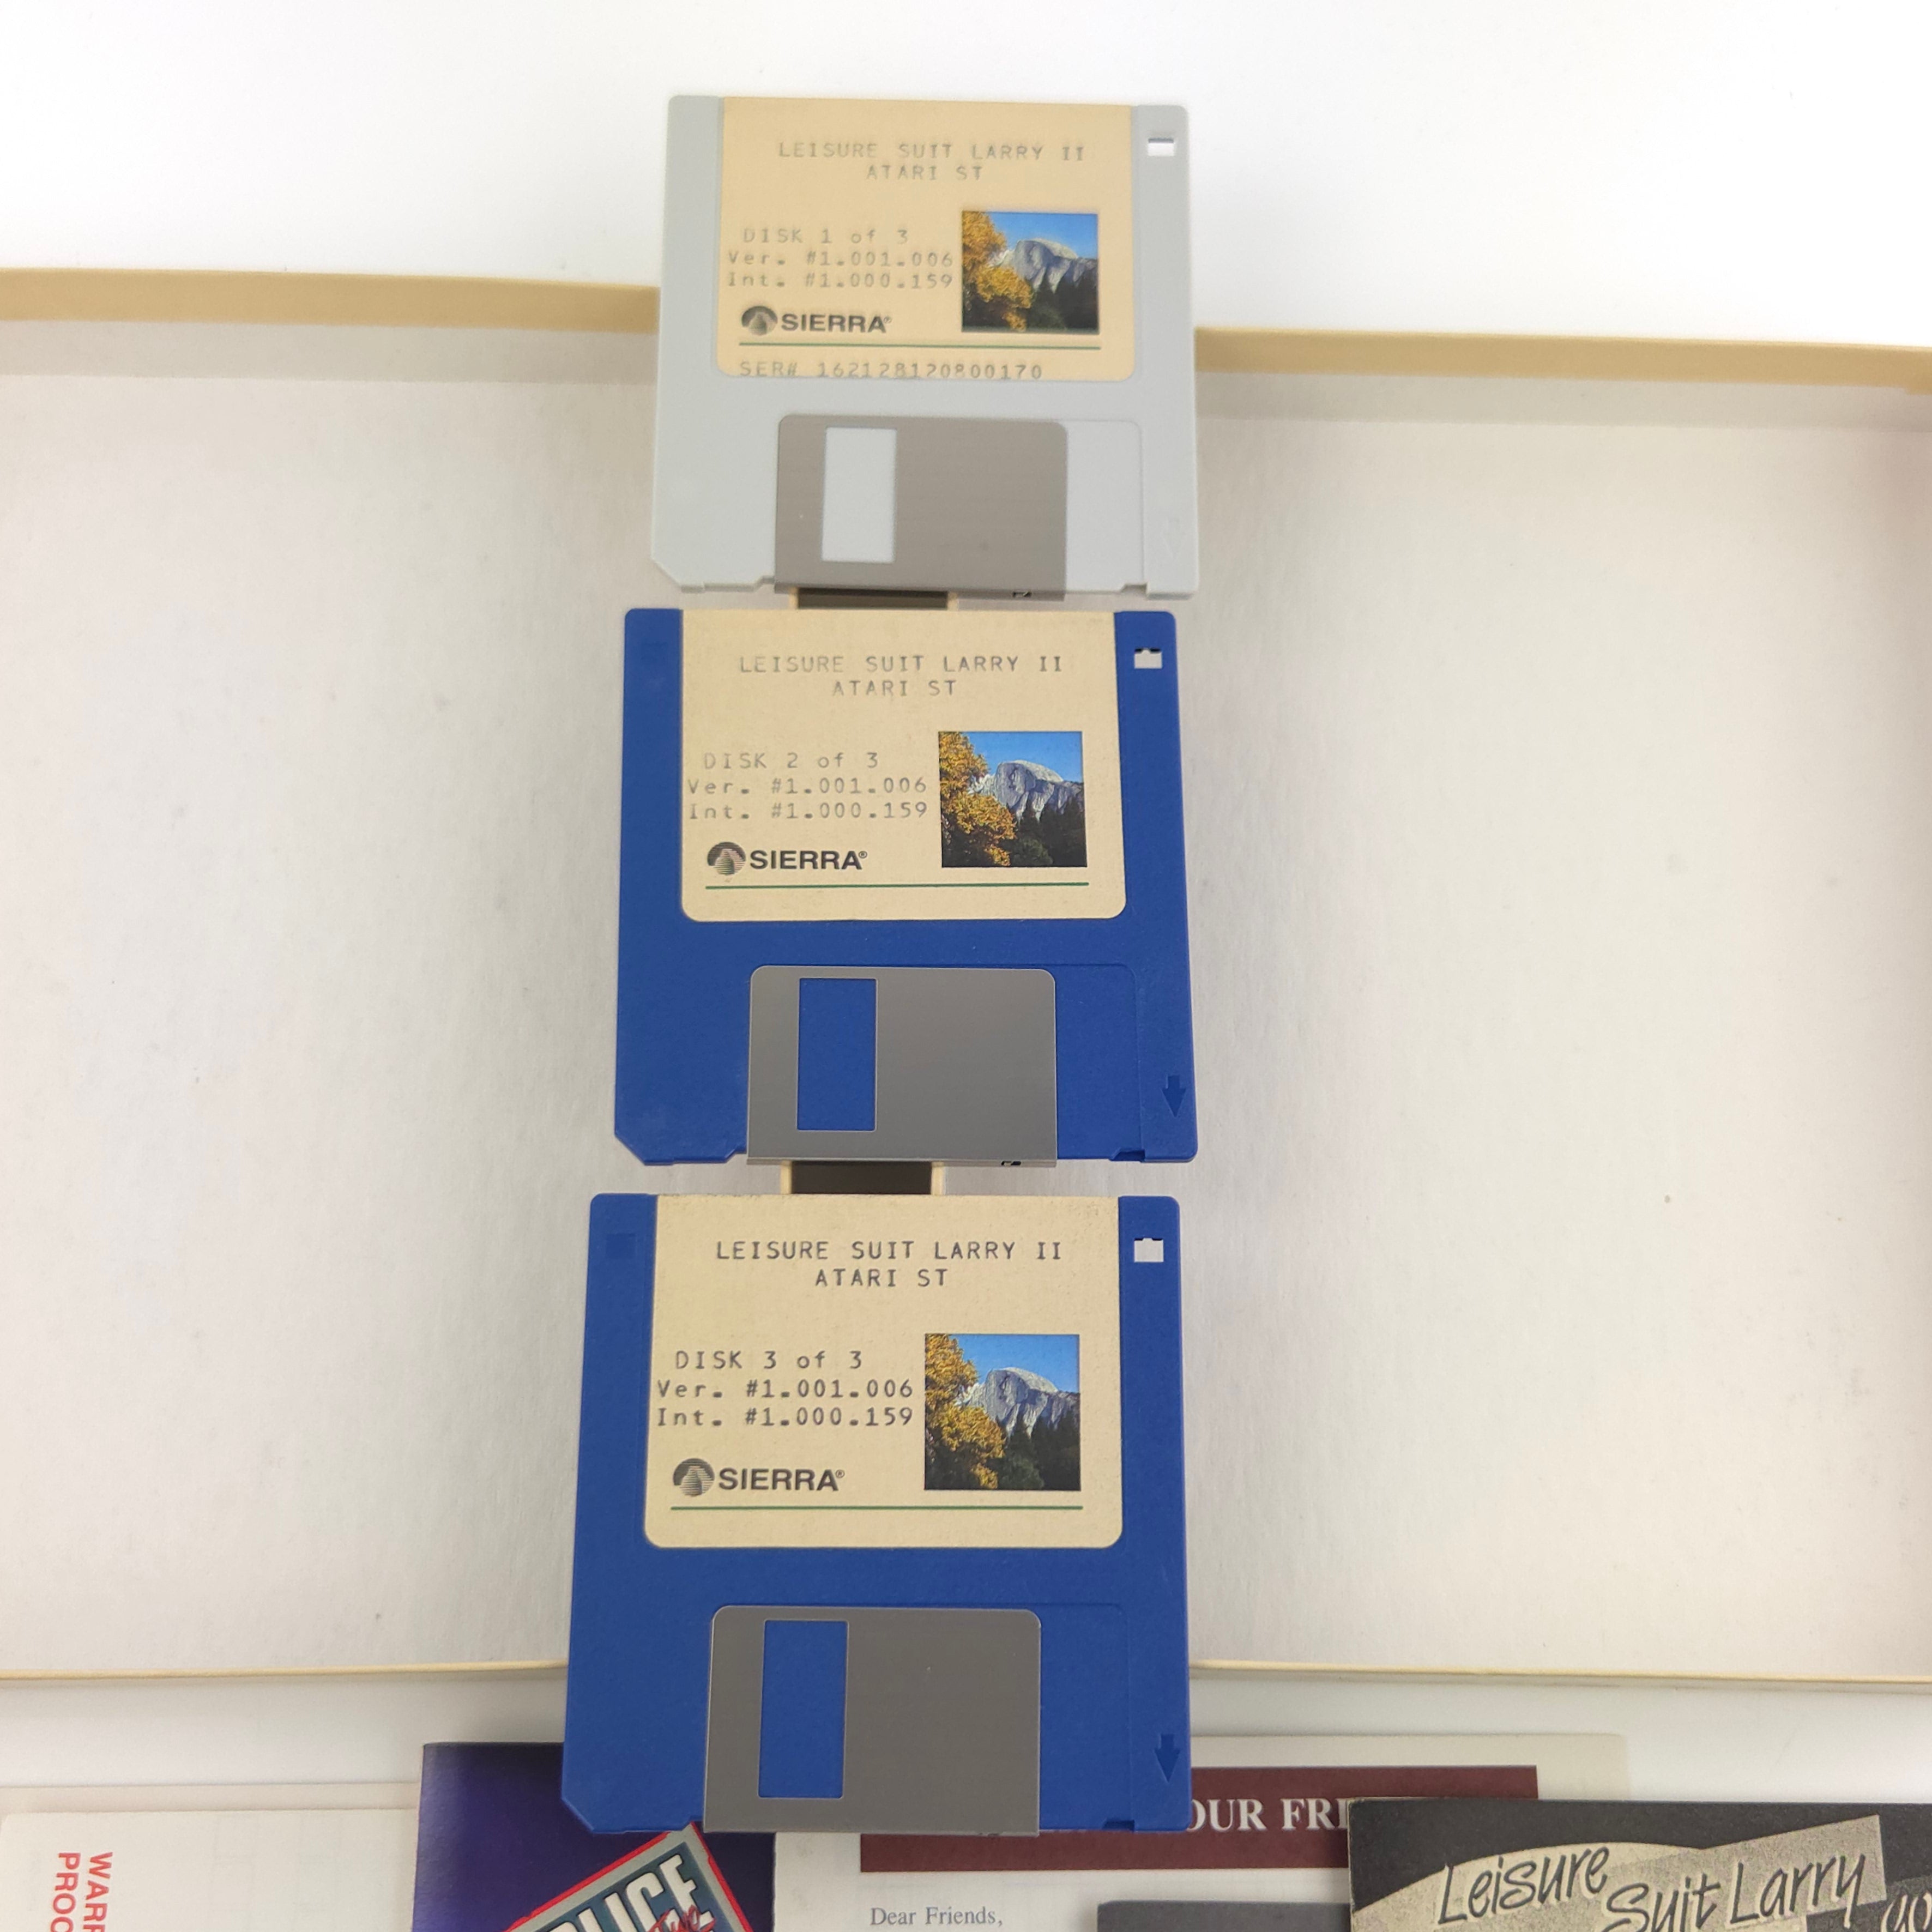 LEISURE SUIT LARRY II
ATARI ST
DISK 1 of 3
Ver. #1.001.006
Int. #1.000.159
SIERRA®
SER# 162128120800170
LEISURE SUIT LARRY II
ATARI ST
DISK 2 of 3
Ver. #1.001.006
Int. #1.000.159
SIERRA®
LEISURE SUIT LARRY II
ATARI ST
DISK 3 of 3
Ver. #1.001.006
Int. #1.000.159
SIERRA®
OUR
Dear Friends,
Leisure
Suit Larry